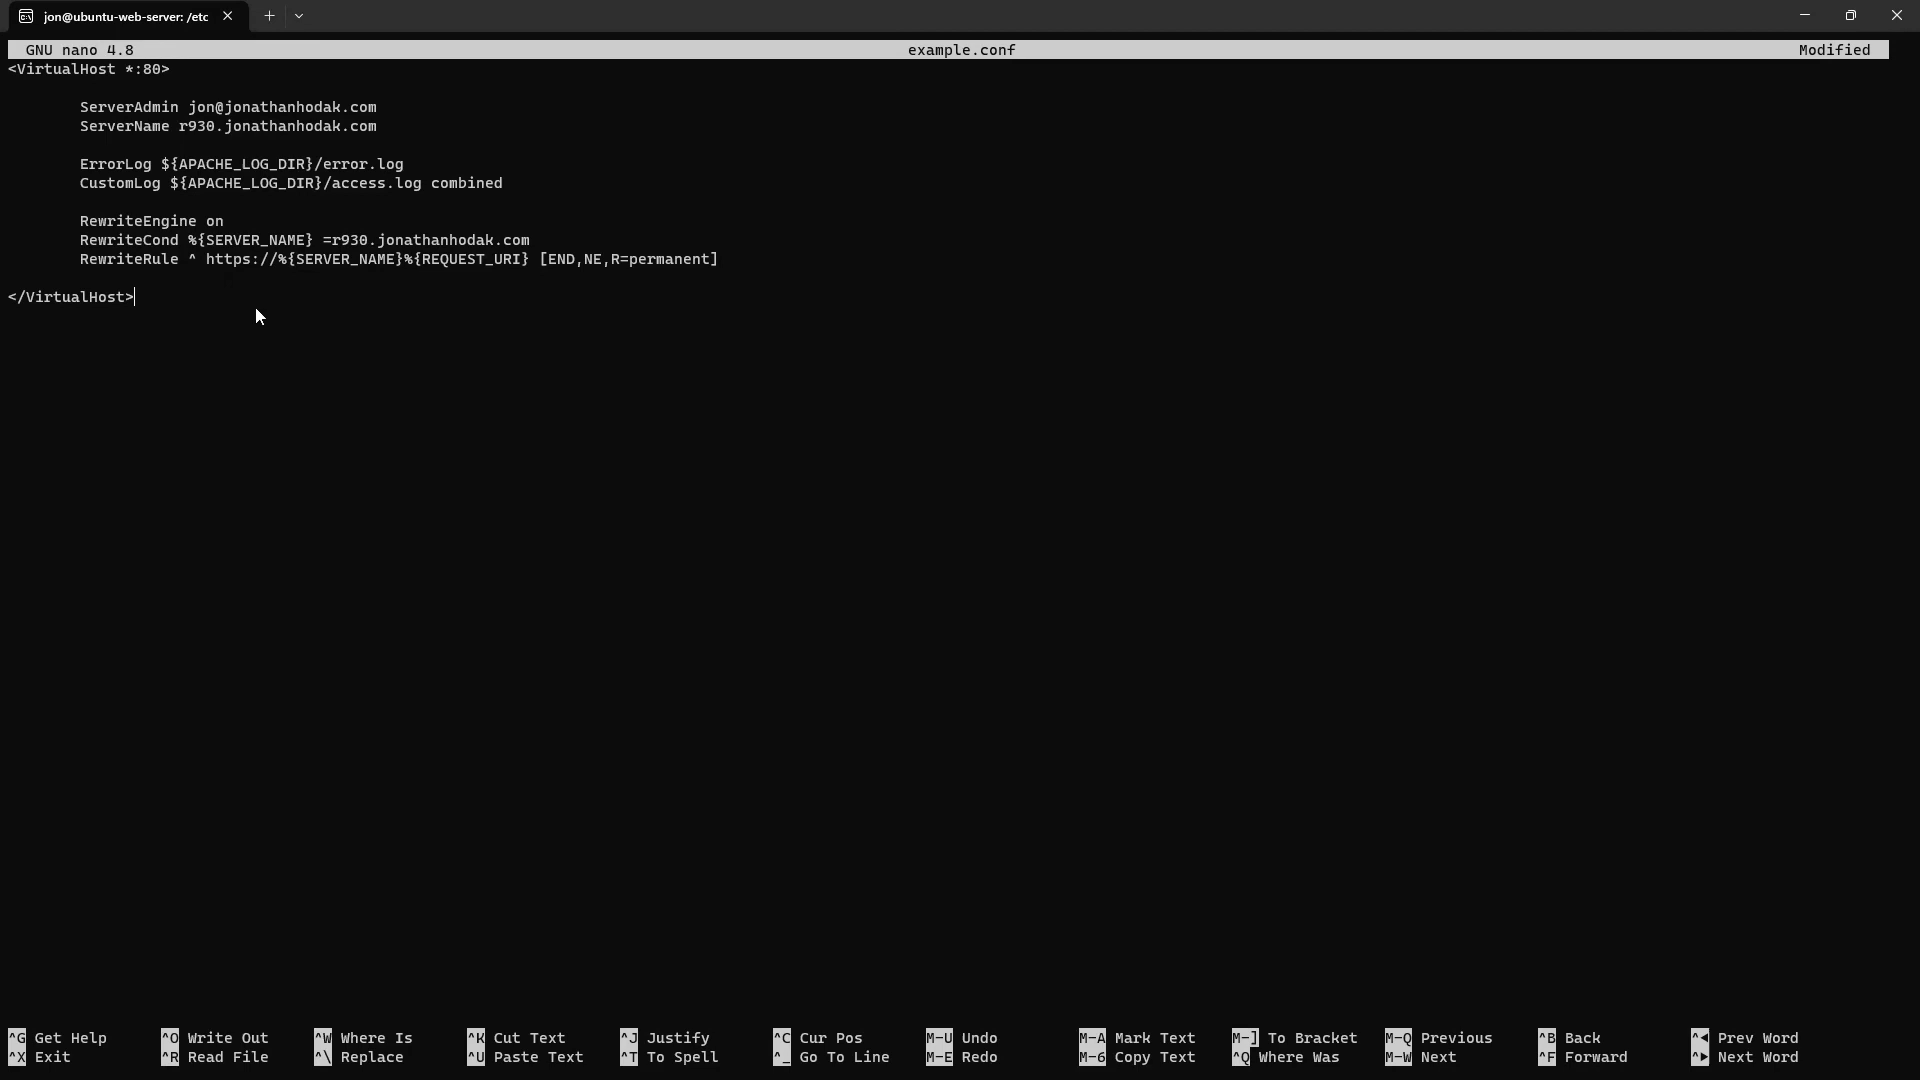 jon@ubuntu-web-server: /etc
GNU nano 4.8 example.conf Modified
<VirtualHost *:80>
ServerAdmin jon@jonathanhodak.com
ServerName r930.jonathanhodak.com
ErrorLog ${APACHE_LOG_DIR}/error.log
CustomLog ${APACHE_LOG_DIR}/access.log combined
RewriteEngine on
RewriteCond %{SERVER_NAME} =r930.jonathanhodak.com
RewriteRule ^ https://%{SERVER_NAME}%{REQUEST_URI} [END,NE,R=permanent]
</VirtualHost>
^G Get Help ^O Write Out ^W Where Is ^K Cut Text ^J Justify ^C Cur Pos M-U Undo M-A Mark Text M-] To Bracket M-Q Previous ^B Back ^◀ Prev Word
^X Exit ^R Read File ^\ Replace ^U Paste Text ^T To Spell ^_ Go To Line M-E Redo M-6 Copy Text ^Q Where Was M-W Next ^F Forward ^▶ Next Word